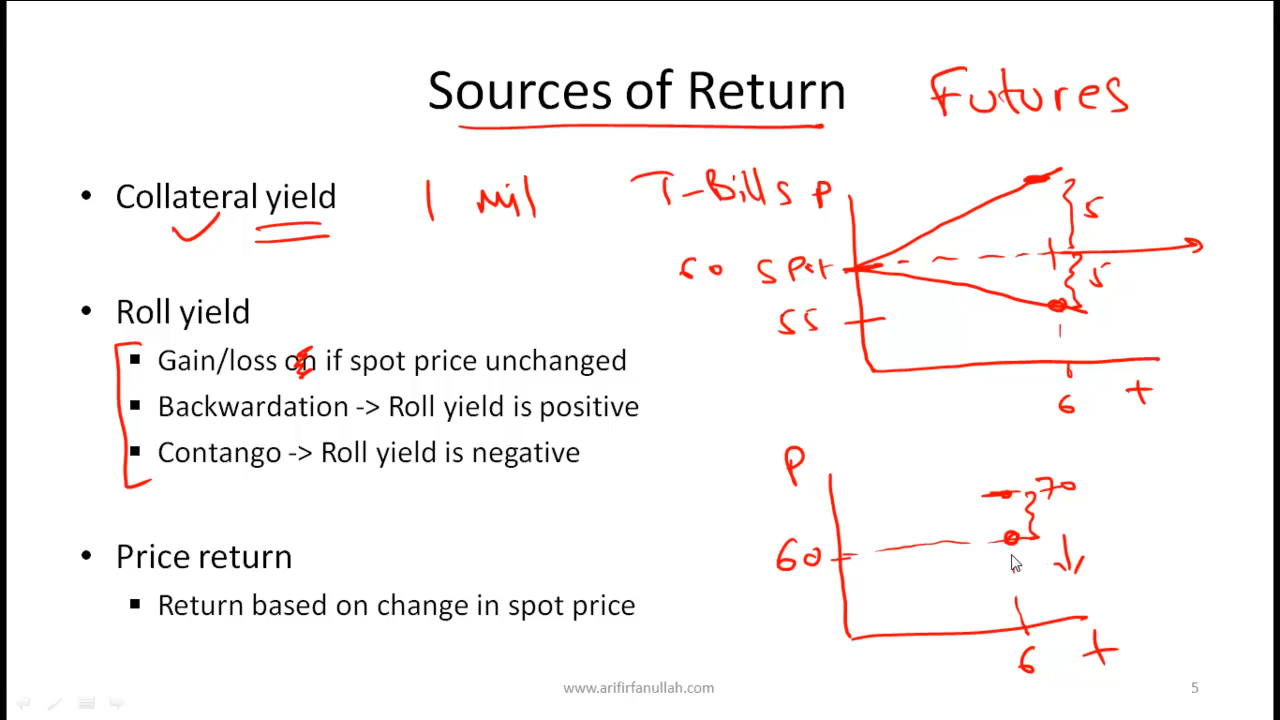 Sources of Return Futures
• Collateral yield 1 mil T-Bills P
5
60 Spot
5
55
• Roll yield
▪ Gain/loss on if spot price unchanged
6 t
▪ Backwardation -> Roll yield is positive
▪ Contango -> Roll yield is negative
P
70
• Price return 60
▪ Return based on change in spot price
6 t
www.arifirfanullah.com 5